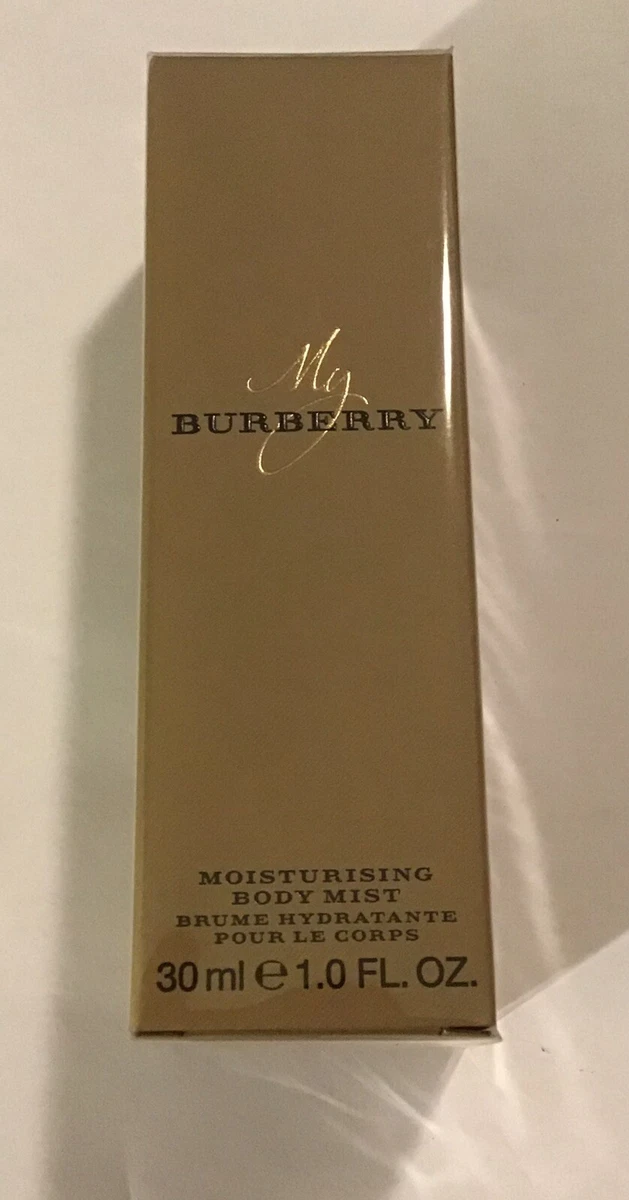 My
BURBERRY
MOISTURISING
BODY MIST
BRUME HYDRATANTE
POUR LE CORPS
30 ml ℮ 1.0 FL. OZ.